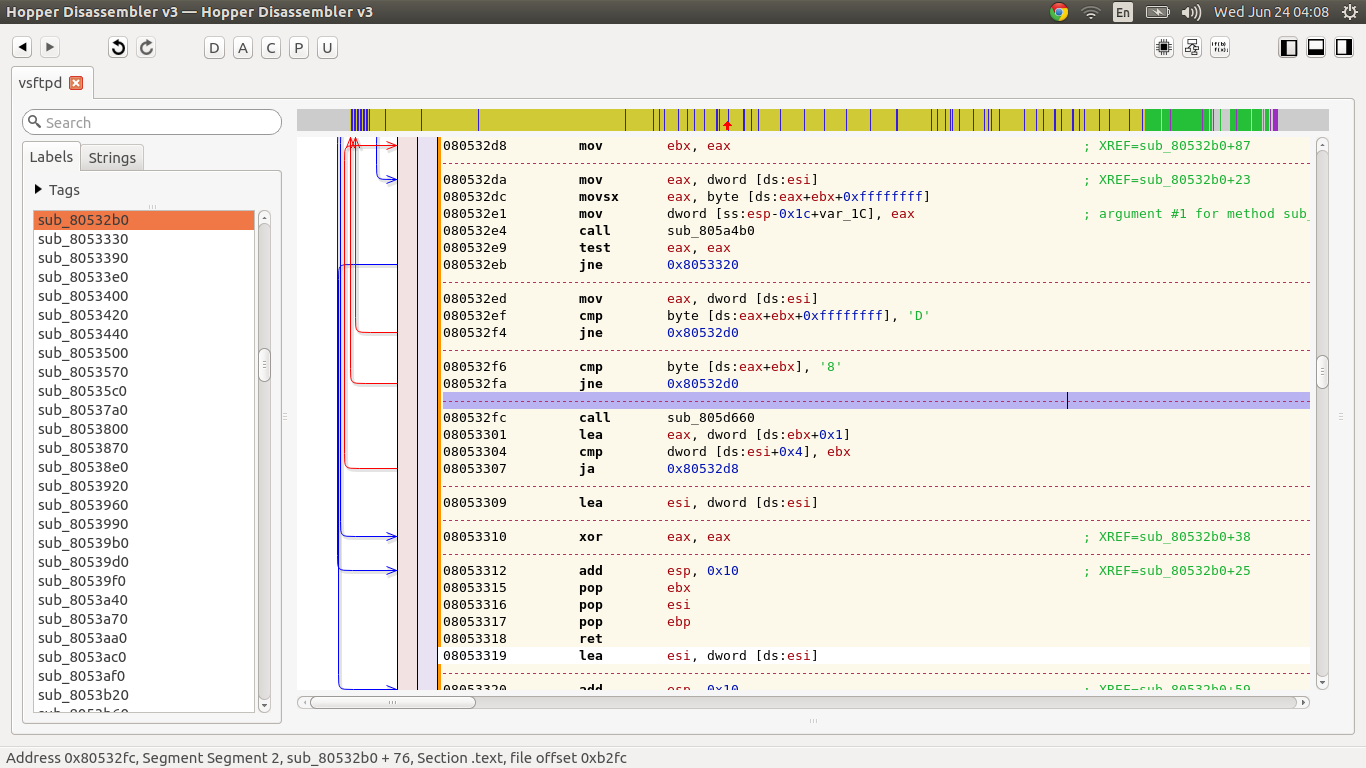 Hopper Disassembler v3 — Hopper Disassembler v3 En Wed Jun 24 04:08
D A C P U
vsftpd
Search
Labels Strings
Tags
sub_80532b0
sub_8053330
sub_8053390
sub_80533e0
sub_8053400
sub_8053420
sub_8053440
sub_8053500
sub_8053570
sub_80535c0
sub_80537a0
sub_8053800
sub_8053870
sub_80538e0
sub_8053920
sub_8053960
sub_8053990
sub_80539b0
sub_80539d0
sub_80539f0
sub_8053a40
sub_8053a70
sub_8053aa0
sub_8053ac0
sub_8053af0
sub_8053b20
080532d8 mov ebx, eax ; XREF=sub_80532b0+87
080532da mov eax, dword [ds:esi] ; XREF=sub_80532b0+23
080532dc movsx eax, byte [ds:eax+ebx+0xffffffff]
080532e1 mov dword [ss:esp-0x1c+var_1C], eax ; argument #1 for method sub_
080532e4 call sub_805a4b0
080532e9 test eax, eax
080532eb jne 0x8053320
080532ed mov eax, dword [ds:esi]
080532ef cmp byte [ds:eax+ebx+0xffffffff], 'D'
080532f4 jne 0x80532d0
080532f6 cmp byte [ds:eax+ebx], '8'
080532fa jne 0x80532d0
080532fc call sub_805d660
08053301 lea eax, dword [ds:ebx+0x1]
08053304 cmp dword [ds:esi+0x4], ebx
08053307 ja 0x80532d8
08053309 lea esi, dword [ds:esi]
08053310 xor eax, eax ; XREF=sub_80532b0+38
08053312 add esp, 0x10 ; XREF=sub_80532b0+25
08053315 pop ebx
08053316 pop esi
08053317 pop ebp
08053318 ret
08053319 lea esi, dword [ds:esi]
08053320 add esp, 0x10 ; XREF=sub_80532b0+59
Address 0x80532fc, Segment Segment 2, sub_80532b0 + 76, Section .text, file offset 0xb2fc